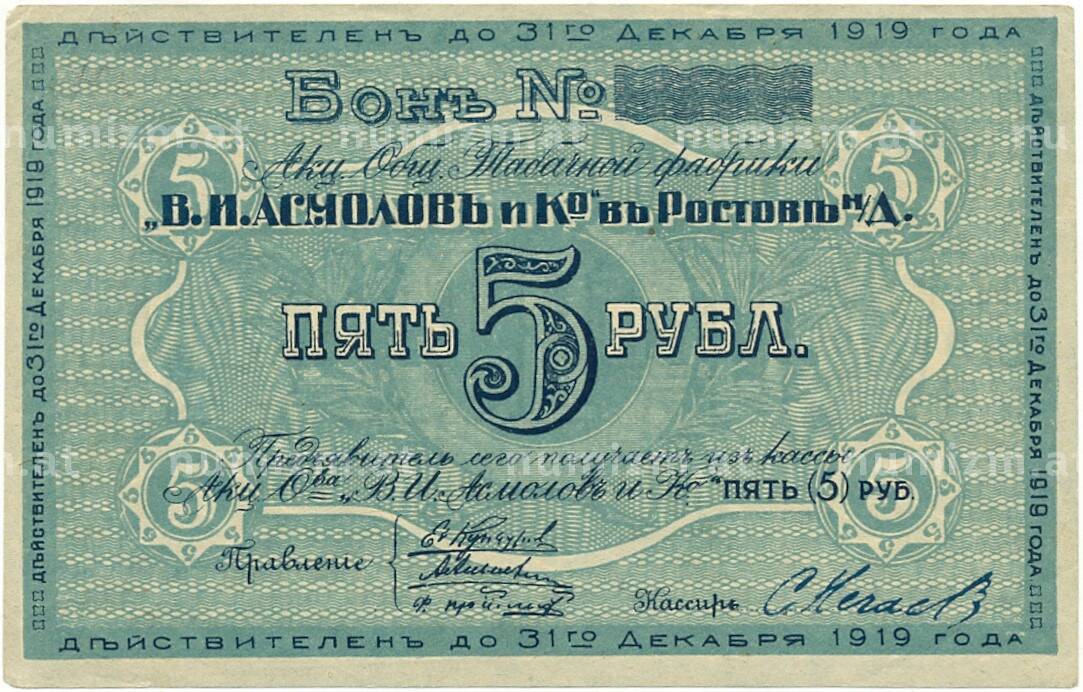 дѣйствителенъ до 31го Декабря 1919 года
Бонъ №
Акц. Общ. Табачной фабрики
„В. И. Асмоловъ и Ко“ въ Ростовѣ н/Д.
5
5
ПЯТЬ 5 РУБЛ.
Предъявитель сего получаетъ изъ кассы
Акц. О-ва „В. И. Асмоловъ и Ко“ ПЯТЬ (5) РУБ.
5
5
Правленіе
Кассиръ
дѣйствителенъ до 31го Декабря 1919 года
дѣйствителенъ до 31го Декабря 1919 года
дѣйствителенъ до 31го Декабря 1919 года
numizmat